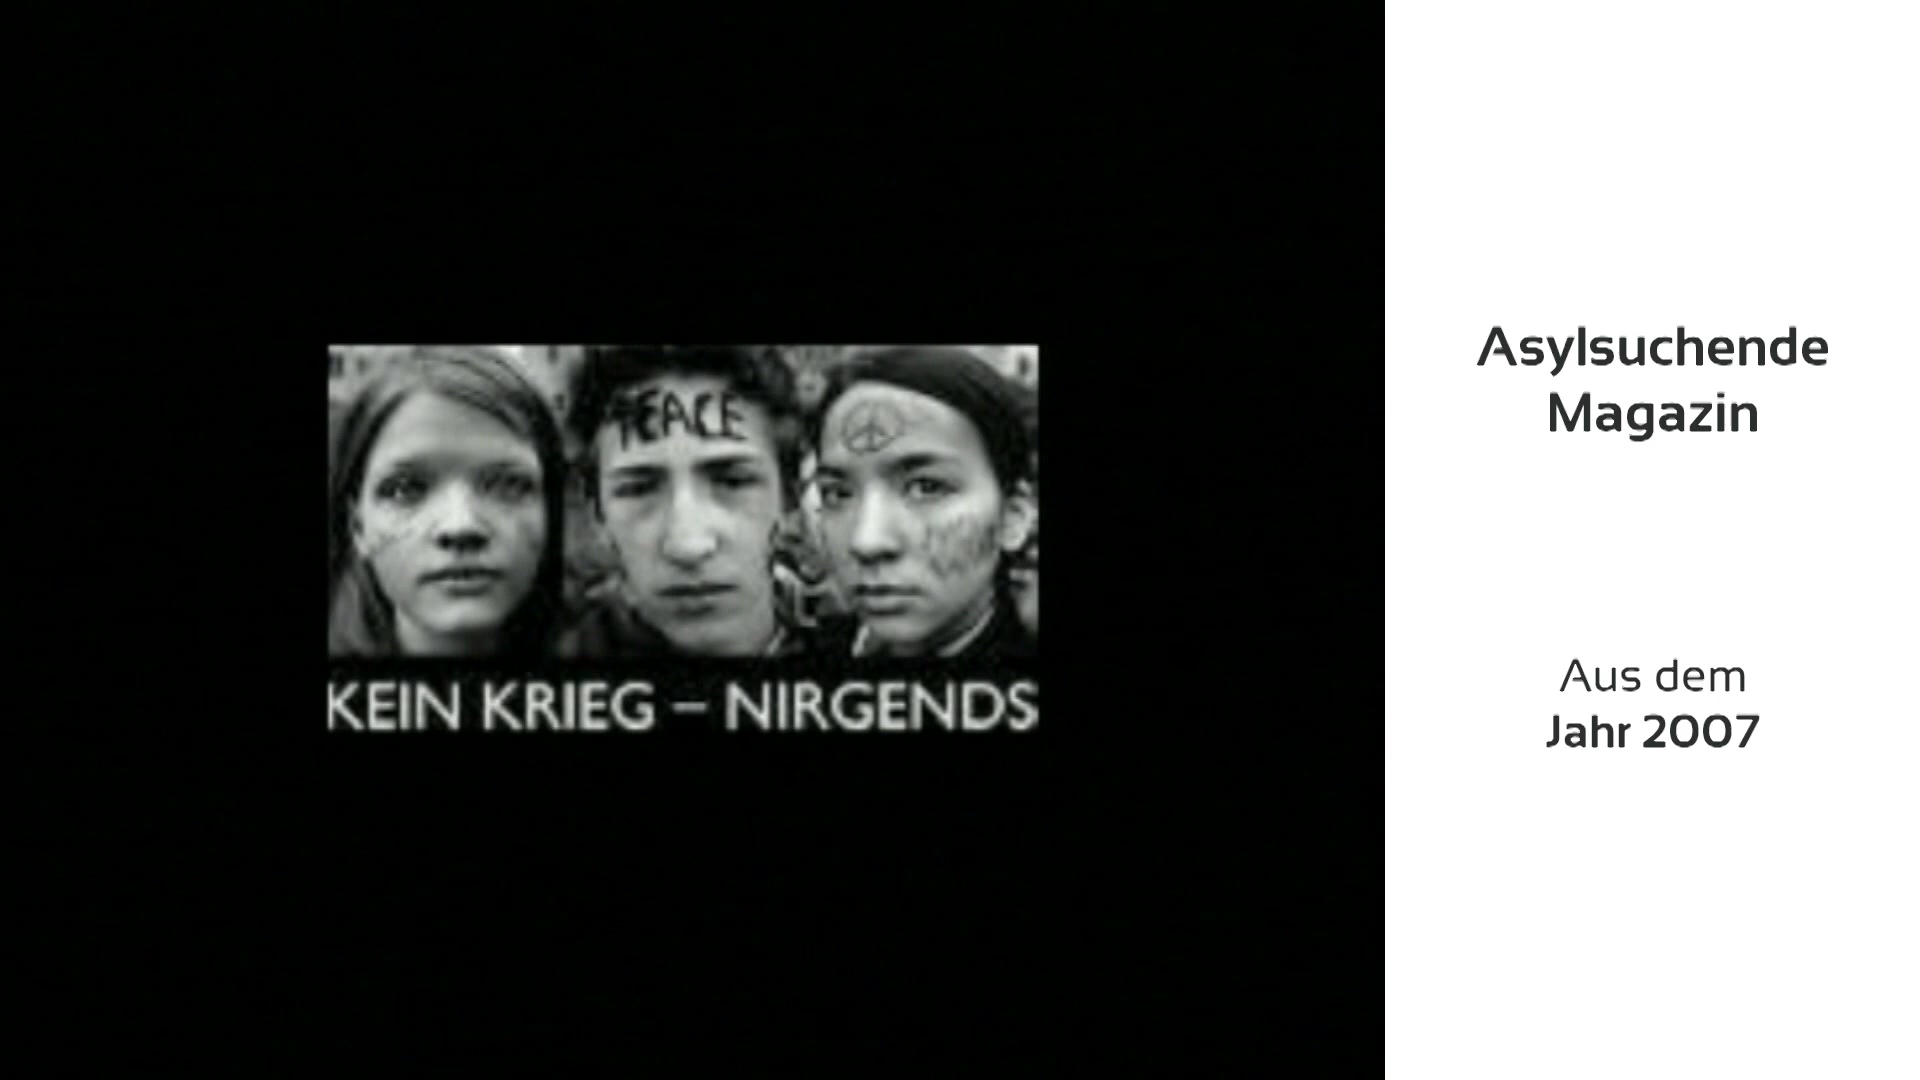 PEACE
KEIN KRIEG – NIRGENDS
Asylsuchende
Magazin
Aus dem
Jahr 2007